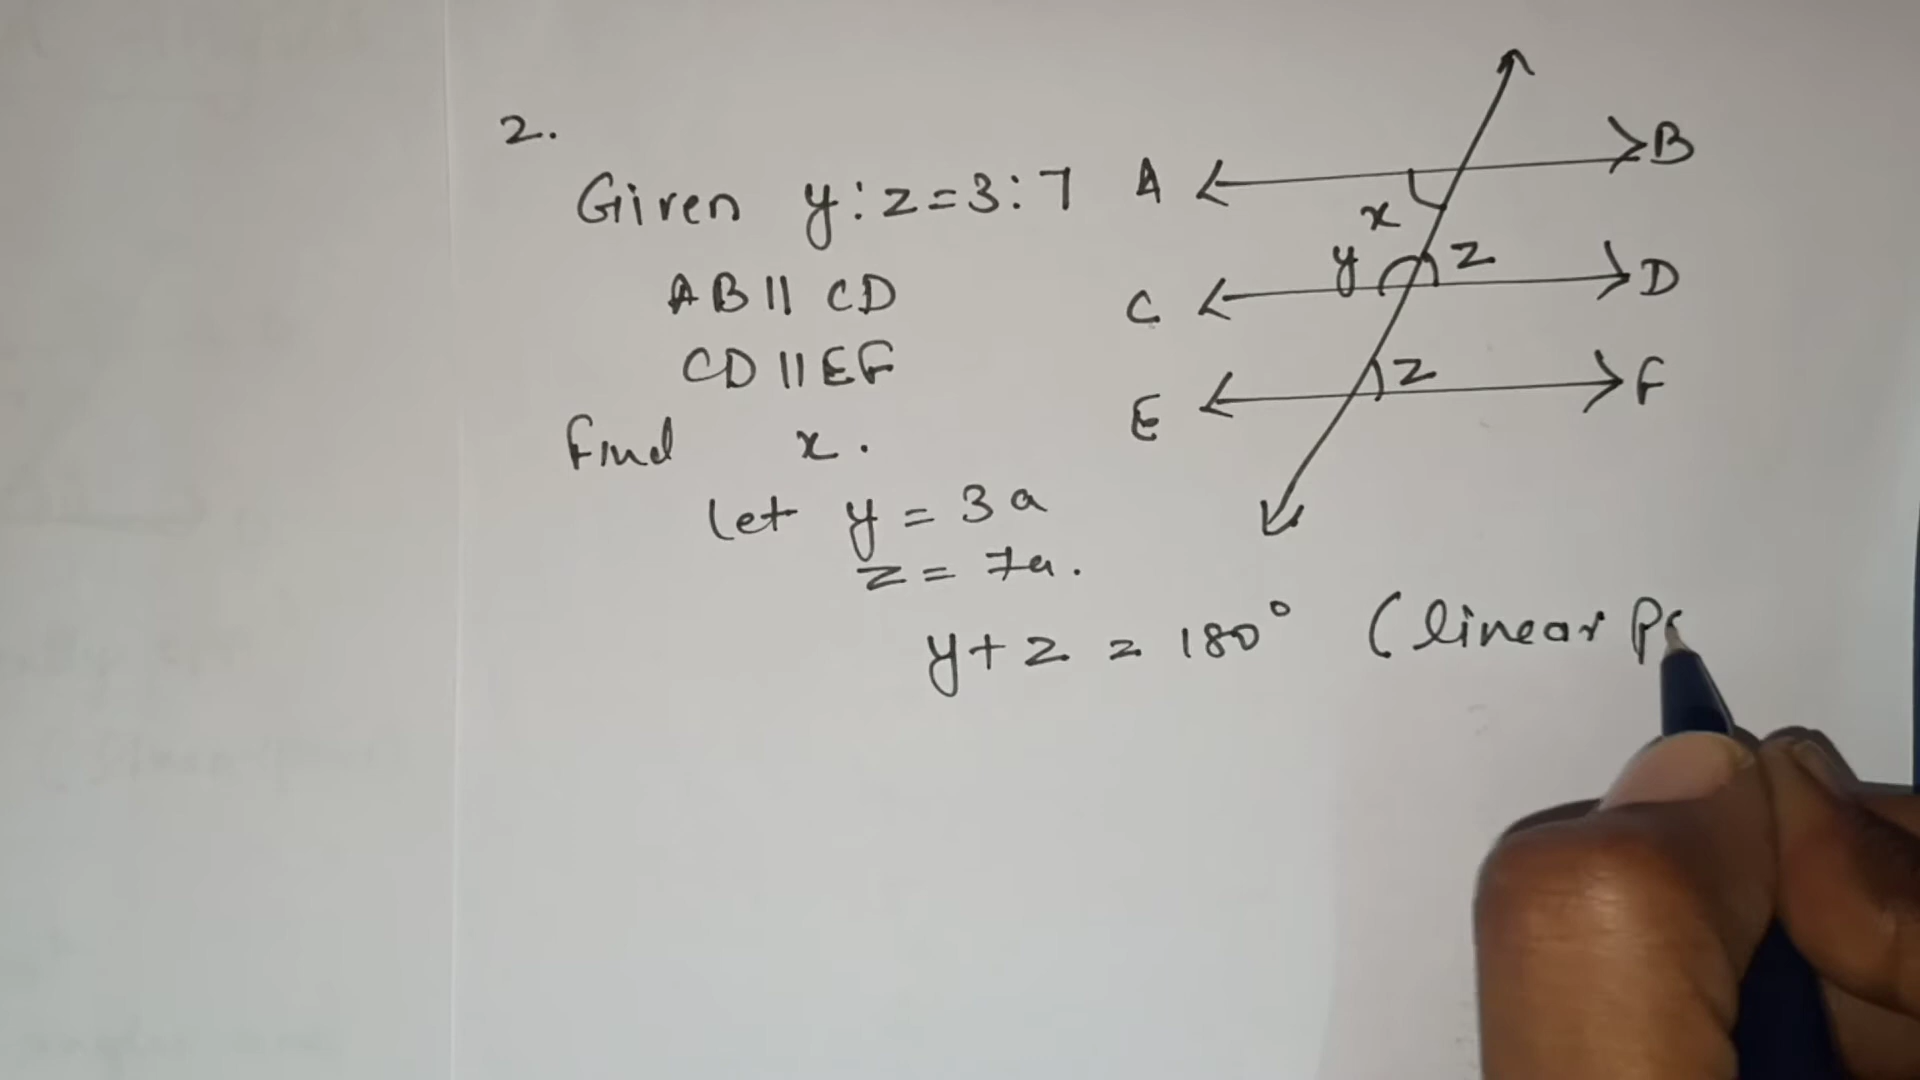 2.
Given y:z=3:7
AB || CD
CD || EF
Find x.
let y = 3a
z = 7a.
y+z = 180° (linear
A B
x
y z
C D
z
E F